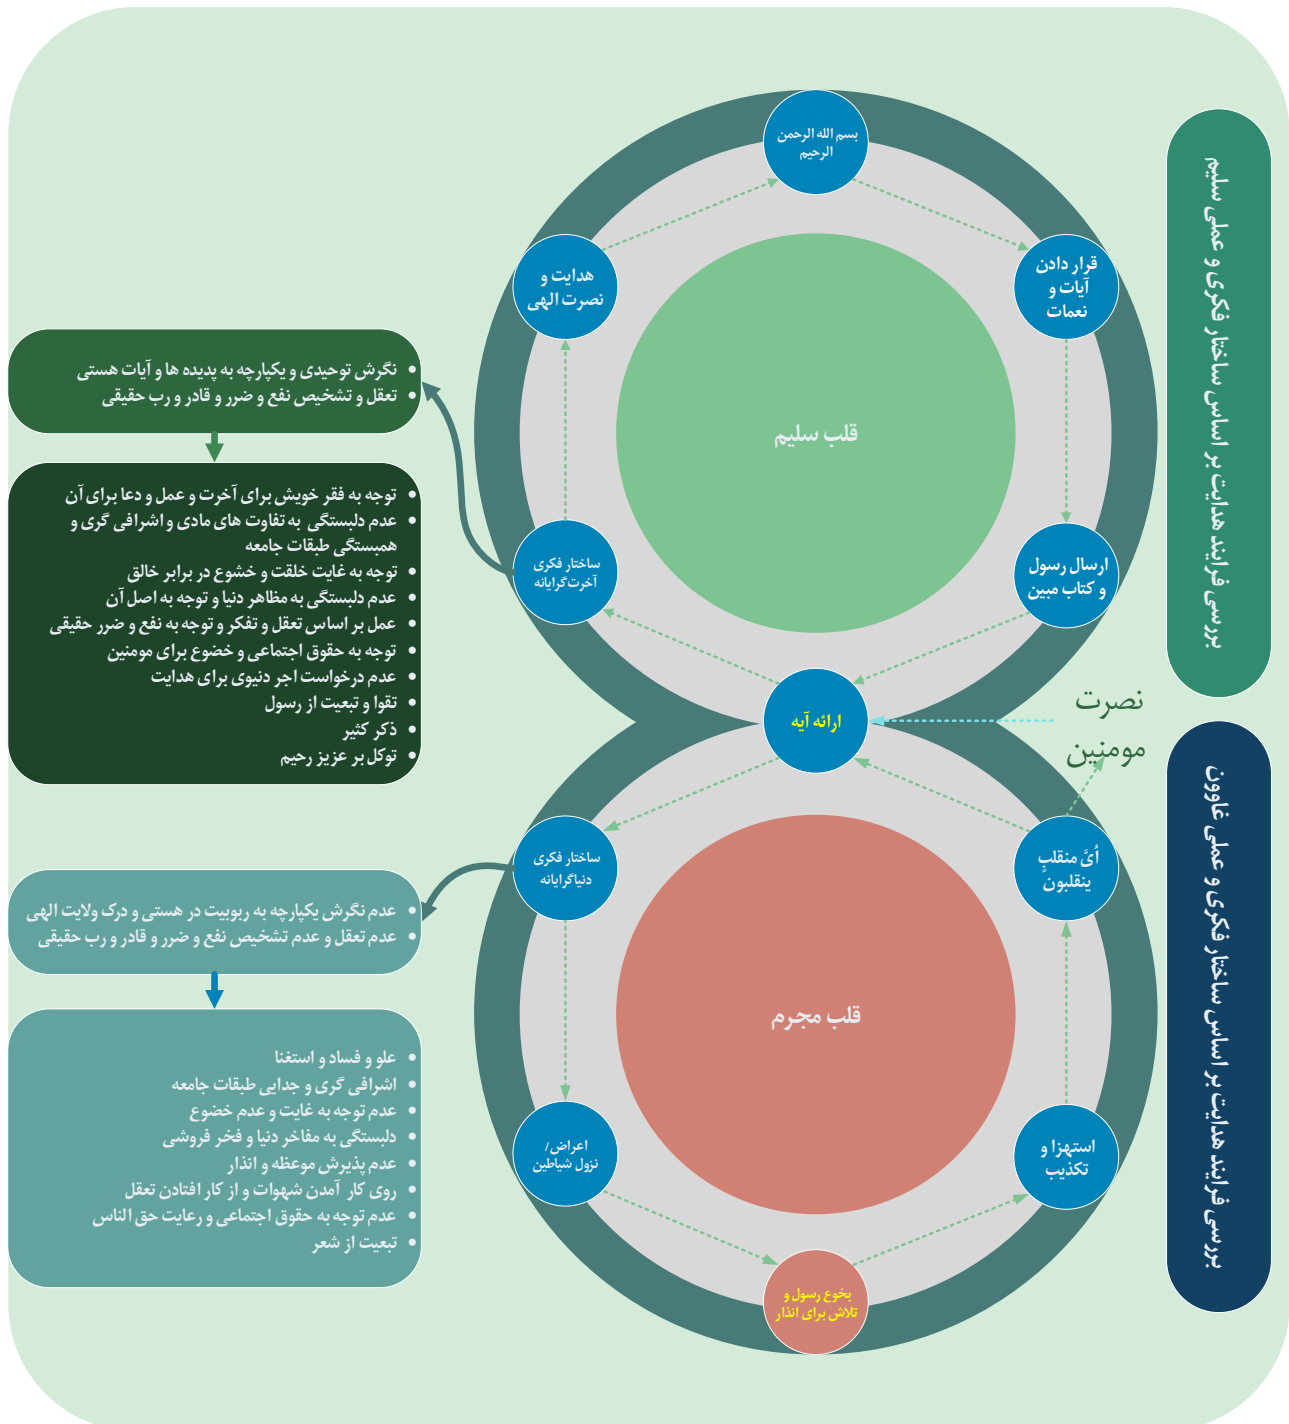 بررسی فرایند هدایت بر اساس ساختار فکری و عملی سلیم
بسم الله الرحمن
الرحیم
قرار دادن
آیات و
نعمات
ارسال رسول
و کتاب مبین
ارائه آیه
ساختار فکری
آخرت‌گرایانه
هدایت و
نصرت الهی
قلب سلیم
نگرش توحیدی و یکپارچه به پدیده ها و آیات هستی
تعقل و تشخیص نفع و ضرر و قادر و رب حقیقی
توجه به فقر خویش برای آخرت و عمل و دعا برای آن
عدم دلبستگی به تفاوت های مادی و اشرافی گری و
همبستگی طبقات جامعه
توجه به غایت خلقت و خشوع در برابر خالق
عدم دلبستگی به مظاهر دنیا و توجه به اصل آن
عمل بر اساس تعقل و تفکر و توجه به نفع و ضرر حقیقی
توجه به حقوق اجتماعی و خضوع برای مومنین
عدم درخواست اجر دنیوی برای هدایت
تقوا و تبعیت از رسول
ذکر کثیر
توکل بر عزیز رحیم
نصرت
مومنین
بررسی فرایند هدایت بر اساس ساختار فکری و عملی غاوون
ساختار فکری
دنیاگرایانه
اعراض/
نزول شیاطین
بخوع رسول و
تلاش برای انذار
استهزا و
تکذیب
أیَّ منقلبٍ
ینقلبون
قلب مجرم
عدم نگرش یکپارچه به ربوبیت در هستی و درک ولایت الهی
عدم تعقل و عدم تشخیص نفع و ضرر و قادر و رب حقیقی
علو و فساد و استغنا
اشرافی گری و جدایی طبقات جامعه
عدم توجه به غایت و عدم خضوع
دلبستگی به مفاخر دنیا و فخر فروشی
عدم پذیرش موعظه و انذار
روی کار آمدن شهوات و از کار افتادن تعقل
عدم توجه به حقوق اجتماعی و رعایت حق الناس
تبعیت از شعر